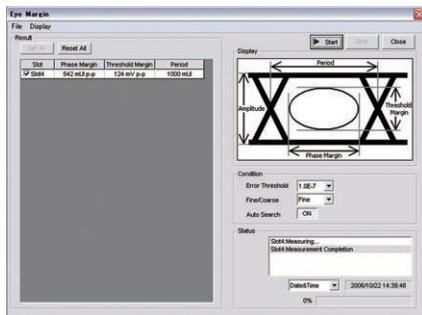 Eye Margin
File Display
Result
Set All Reset All
Slot Phase Margin Threshold Margin Period
Slot4 542 mUI p-p 124 mV p-p 1000 mUI
Start Stop Close
Display
Period
Amplitude
Threshold
Margin
Phase Margin
Condition
Error Threshold 1.0E-7
Fine/Coarse Fine
Auto Search ON
Status
Slot4:Measuring...
Slot4:Measurement Completion
Date&Time 2006/10/22 14:39:48
0%